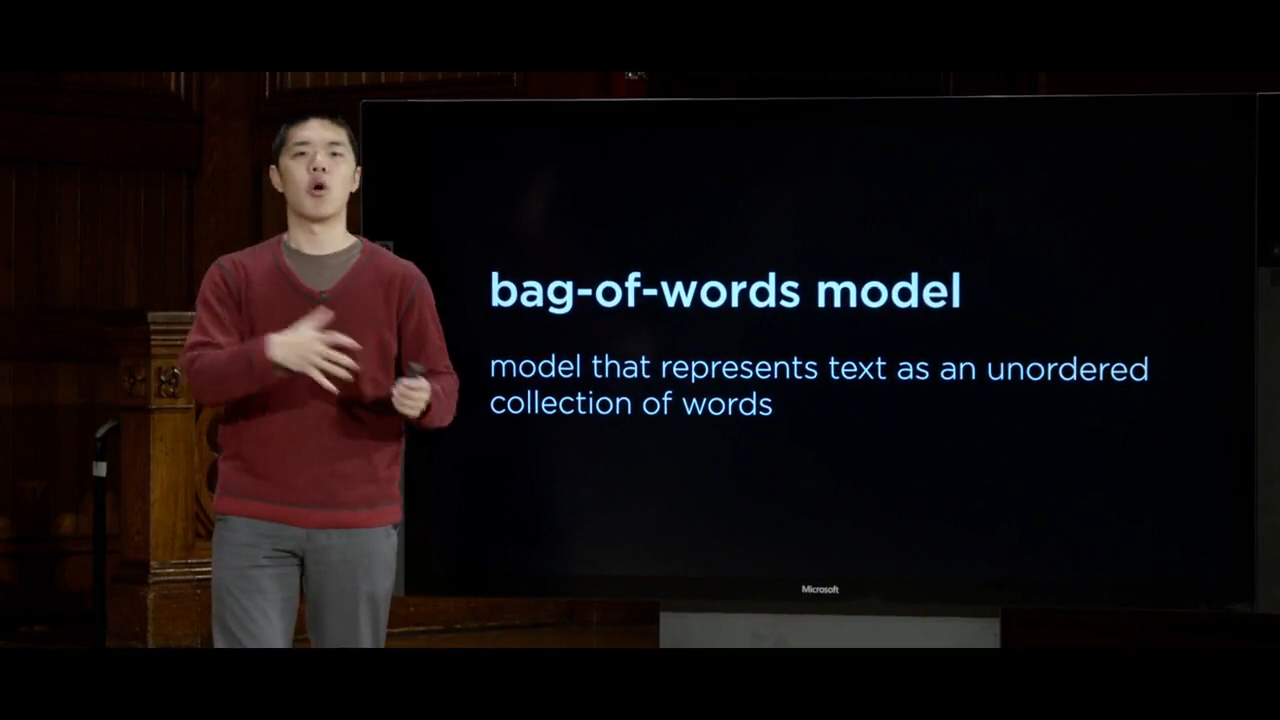 bag-of-words model
model that represents text as an unordered
collection of words
Microsoft